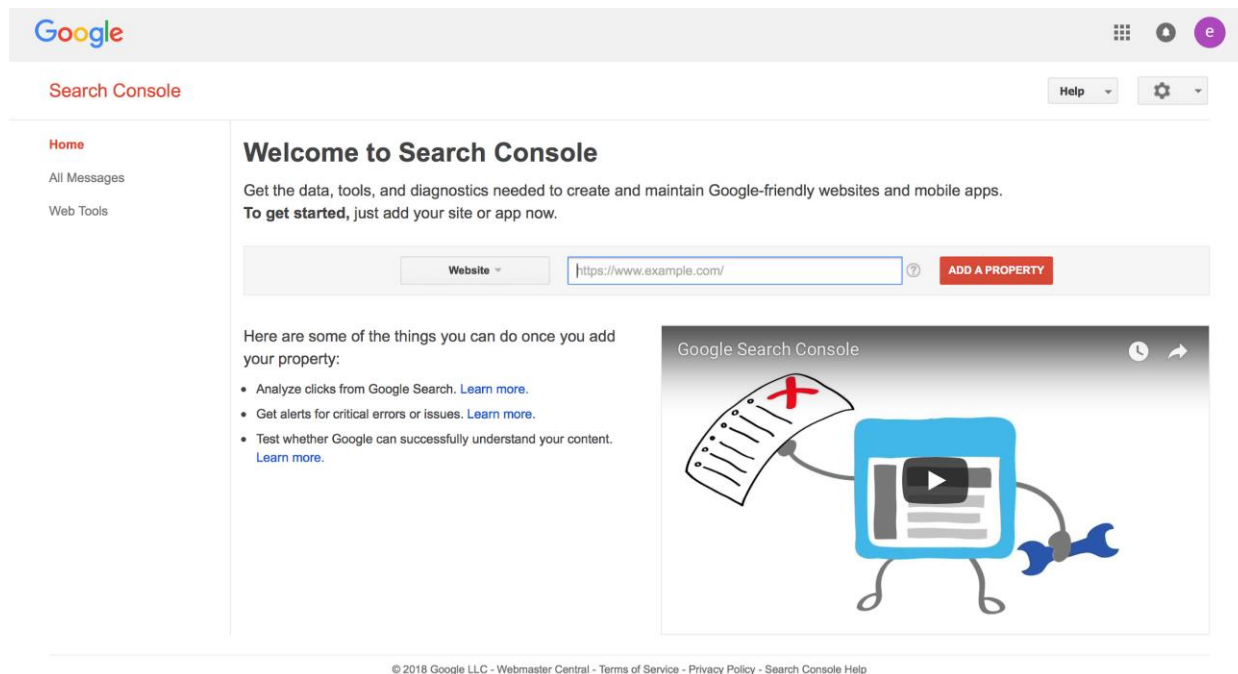 Google
e
Search Console
Help
Home
All Messages
Web Tools
Welcome to Search Console
Get the data, tools, and diagnostics needed to create and maintain Google-friendly websites and mobile apps.
To get started, just add your site or app now.
Website
https://www.example.com/
?
ADD A PROPERTY
Here are some of the things you can do once you add
your property:
Analyze clicks from Google Search. Learn more.
Get alerts for critical errors or issues. Learn more.
Test whether Google can successfully understand your content.
Learn more.
Google Search Console
© 2018 Google LLC - Webmaster Central - Terms of Service - Privacy Policy - Search Console Help